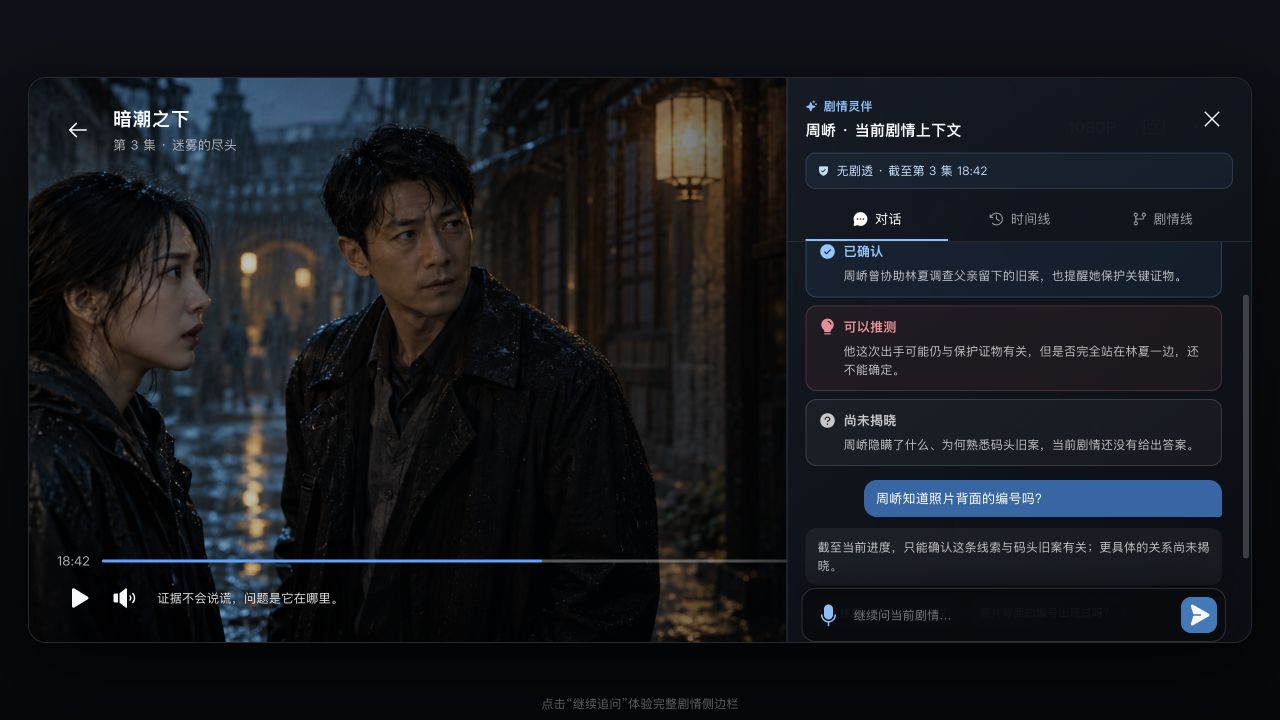 暗潮之下
第 3 集 · 迷雾的尽头
18:42
证据不会说谎，问题是它在哪里。
剧情灵伴
周峤 · 当前剧情上下文
1080P
无剧透 · 截至第 3 集 18:42
对话
时间线
剧情线
已确认
周峤曾协助林夏调查父亲留下的旧案，也提醒她保护关键证物。
可以推测
他这次出手可能仍与保护证物有关，但是否完全站在林夏一边，还
不能确定。
尚未揭晓
周峤隐瞒了什么、为何熟悉码头旧案，当前剧情还没有给出答案。
周峤知道照片背面的编号吗?
截至当前进度，只能确认这条线索与码头旧案有关；更具体的关系尚未揭
晓。
继续问当前剧情…
点击“继续追问”体验完整剧情侧边栏